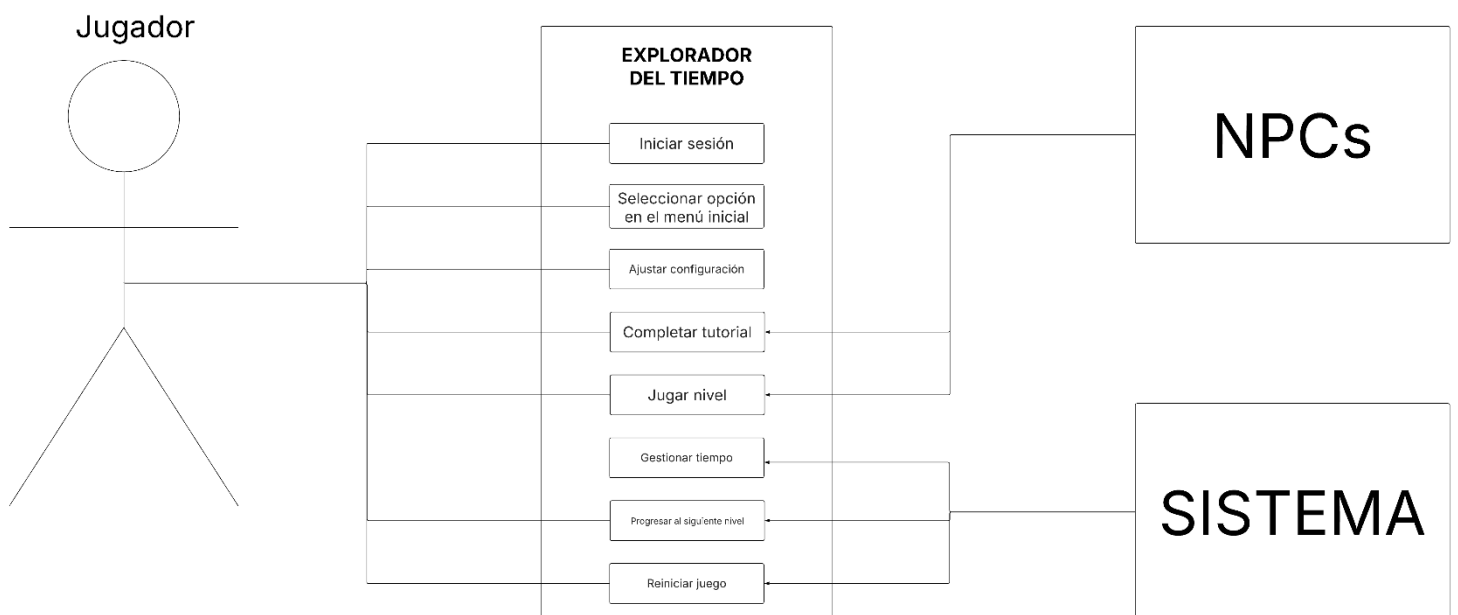 Jugador
EXPLORADOR
DEL TIEMPO
Iniciar sesión
Seleccionar opción
en el menú inicial
Ajustar configuración
Completar tutorial
Jugar nivel
Gestionar tiempo
Progresar al siguiente nivel
Reiniciar juego
NPCs
SISTEMA